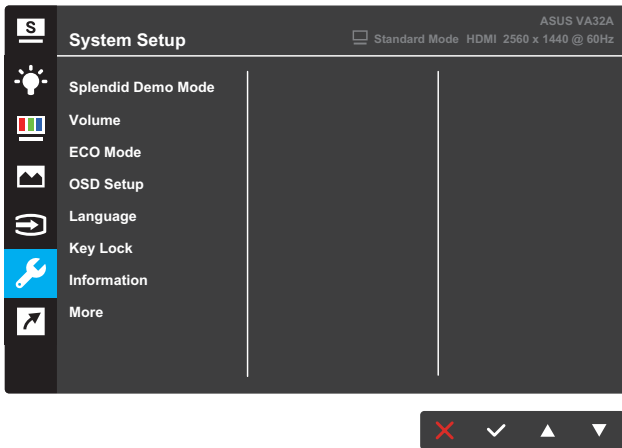 S
ASUS VA32A
System Setup
Standard Mode HDMI 2560 x 1440 @ 60Hz
Splendid Demo Mode
Volume
ECO Mode
OSD Setup
Language
Key Lock
Information
More